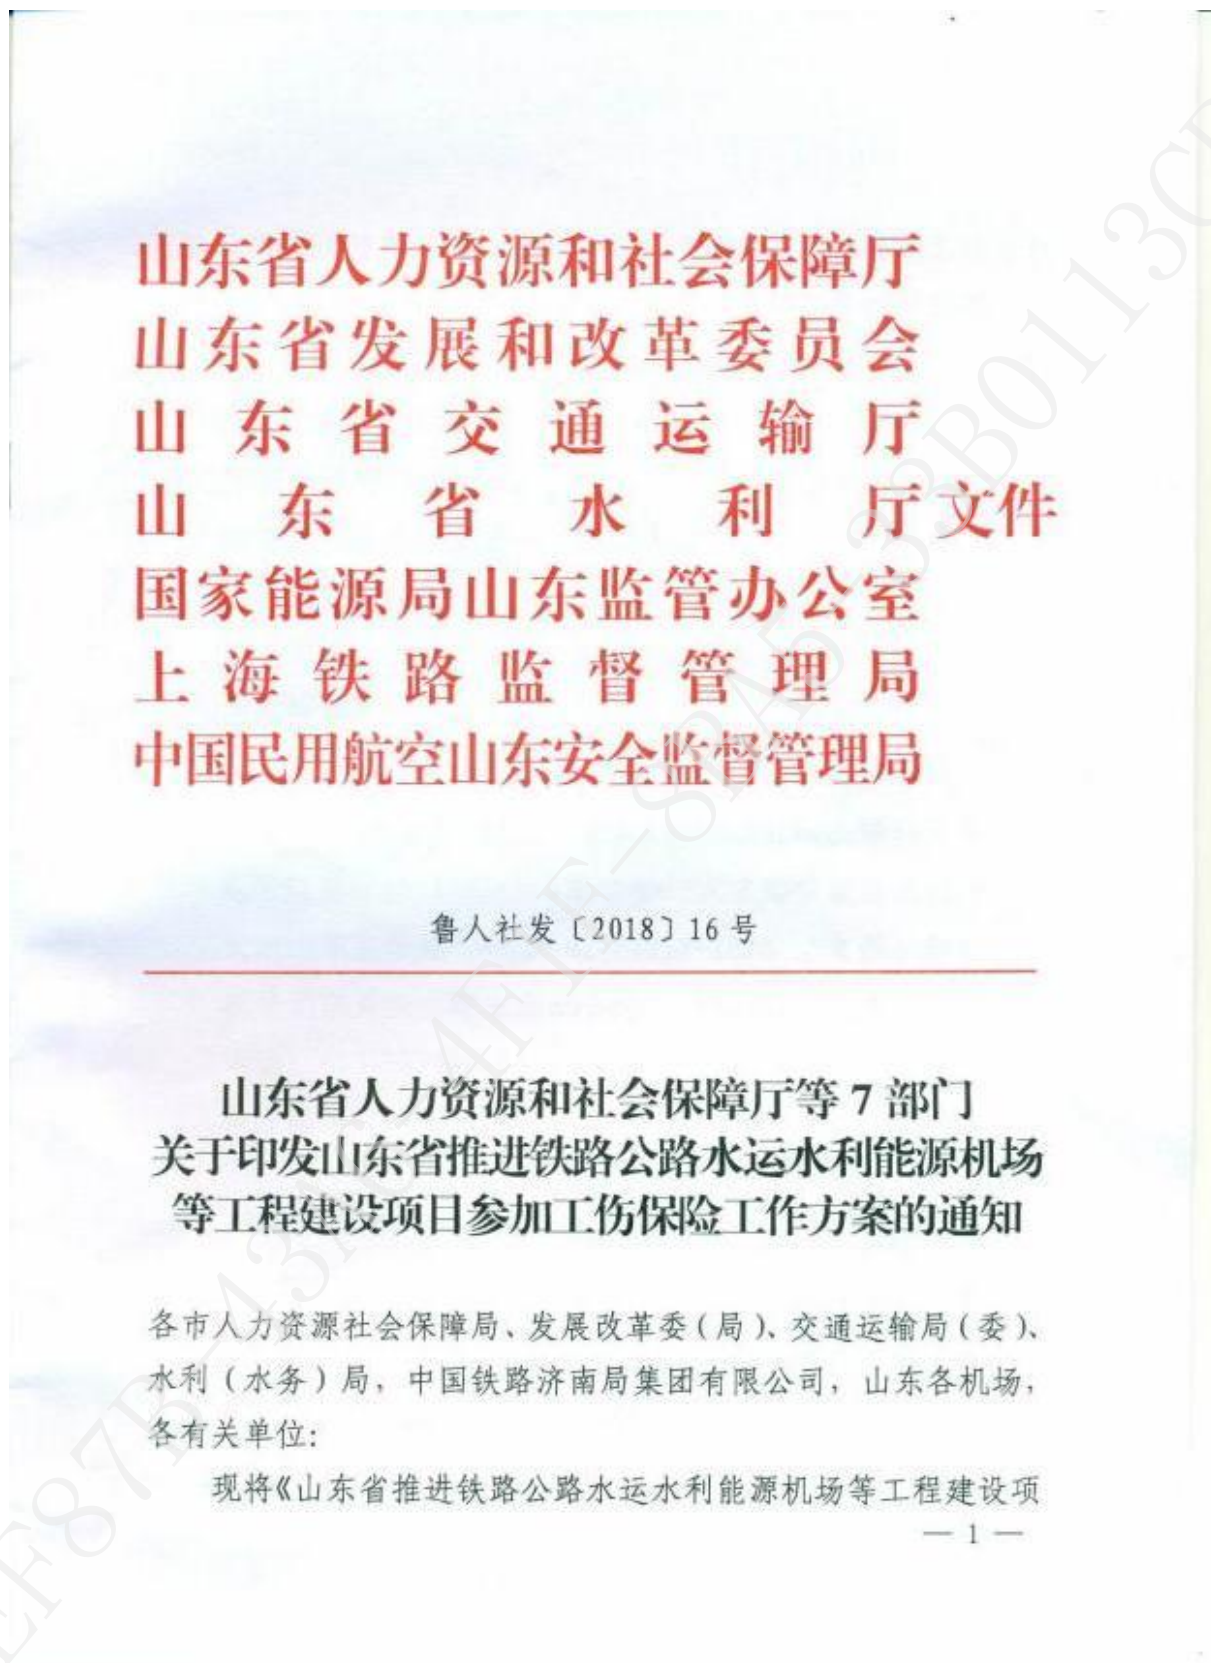 山东省人力资源和社会保障厅
山东省发展和改革委员会
山东省交通运输厅
山东省水利厅文件
国家能源局山东监管办公室
上海铁路监督管理局
中国民用航空山东安全监督管理局
鲁人社发〔2018〕16号
山东省人力资源和社会保障厅等7部门
关于印发山东省推进铁路公路水运水利能源机场
等工程建设项目参加工伤保险工作方案的通知
各市人力资源社会保障局、发展改革委(局)、交通运输局(委)、
水利(水务)局,中国铁路济南局集团有限公司,山东各机场,
各有关单位:
现将《山东省推进铁路公路水运水利能源机场等工程建设项
— 1 —